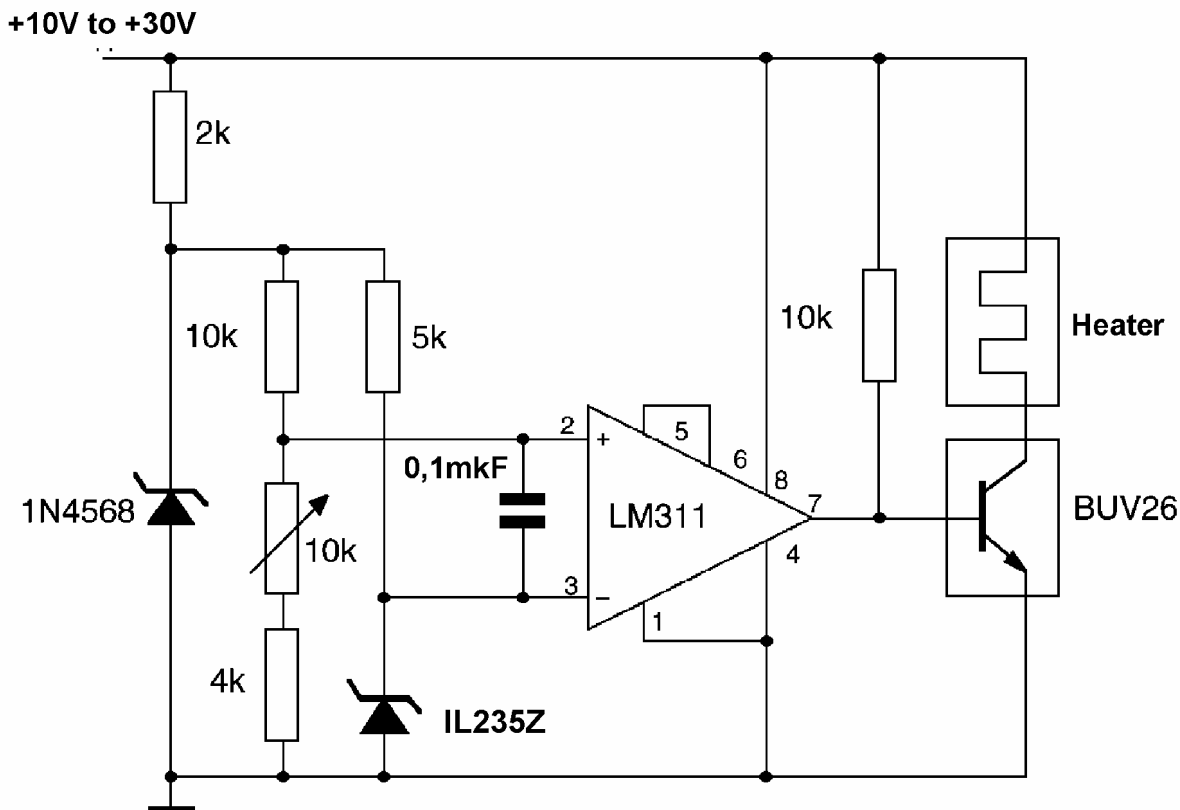 +10V to +30V
2k
10k
5k
10k
Heater
2
+
5
6
8
0,1mkF
1N4568
LM311
7
BUV26
10k
4
3
−
1
4k
IL235Z